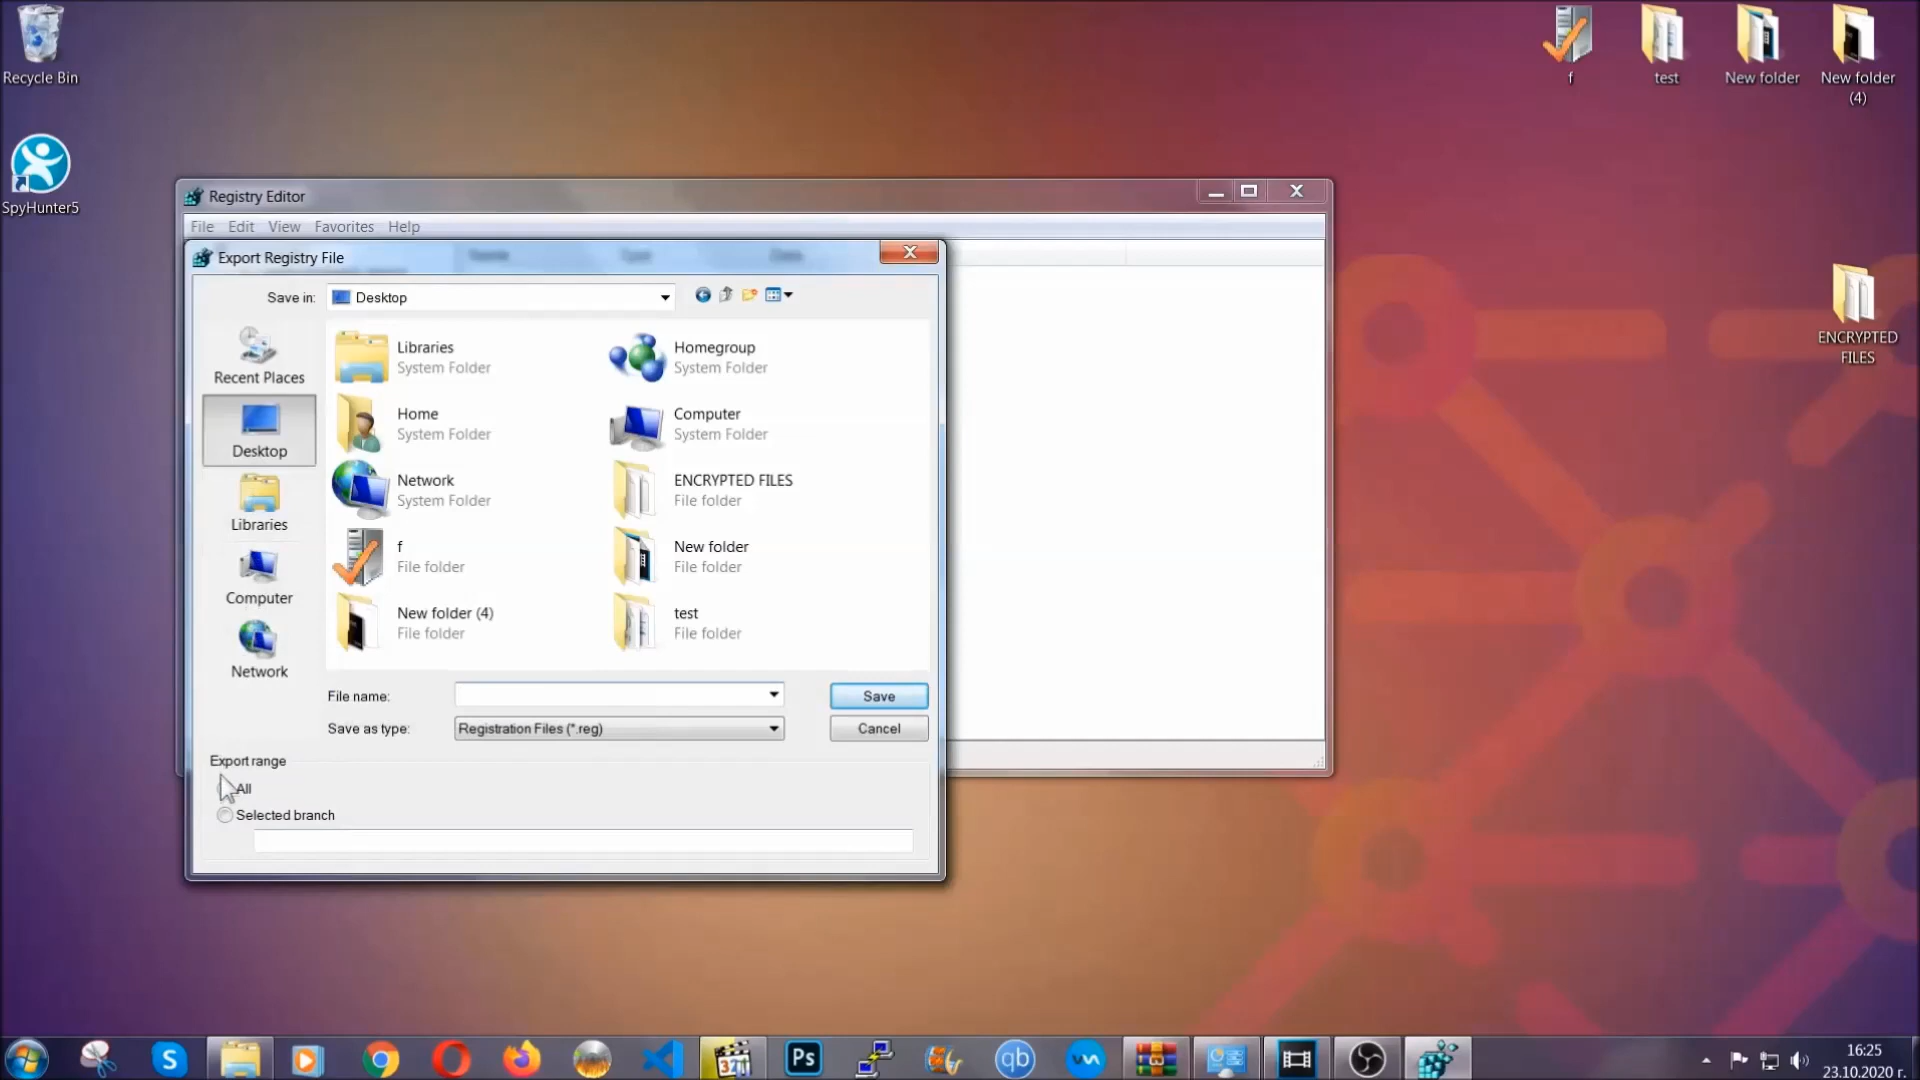 Recycle Bin
SpyHunter5
f
test
New folder
New folder
(4)
ENCRYPTED
FILES
Registry Editor
File Edit View Favorites Help
Export Registry File
Save in:
Desktop
Recent Places
Desktop
Libraries
Computer
Network
Libraries
System Folder
Homegroup
System Folder
Home
System Folder
Computer
System Folder
Network
System Folder
ENCRYPTED FILES
File folder
f
File folder
New folder
File folder
New folder (4)
File folder
test
File folder
File name:
Save
Save as type:
Registration Files (*.reg)
Cancel
Export range
All
Selected branch
S
321
Ps
qb
16:25
23.10.2020 г.